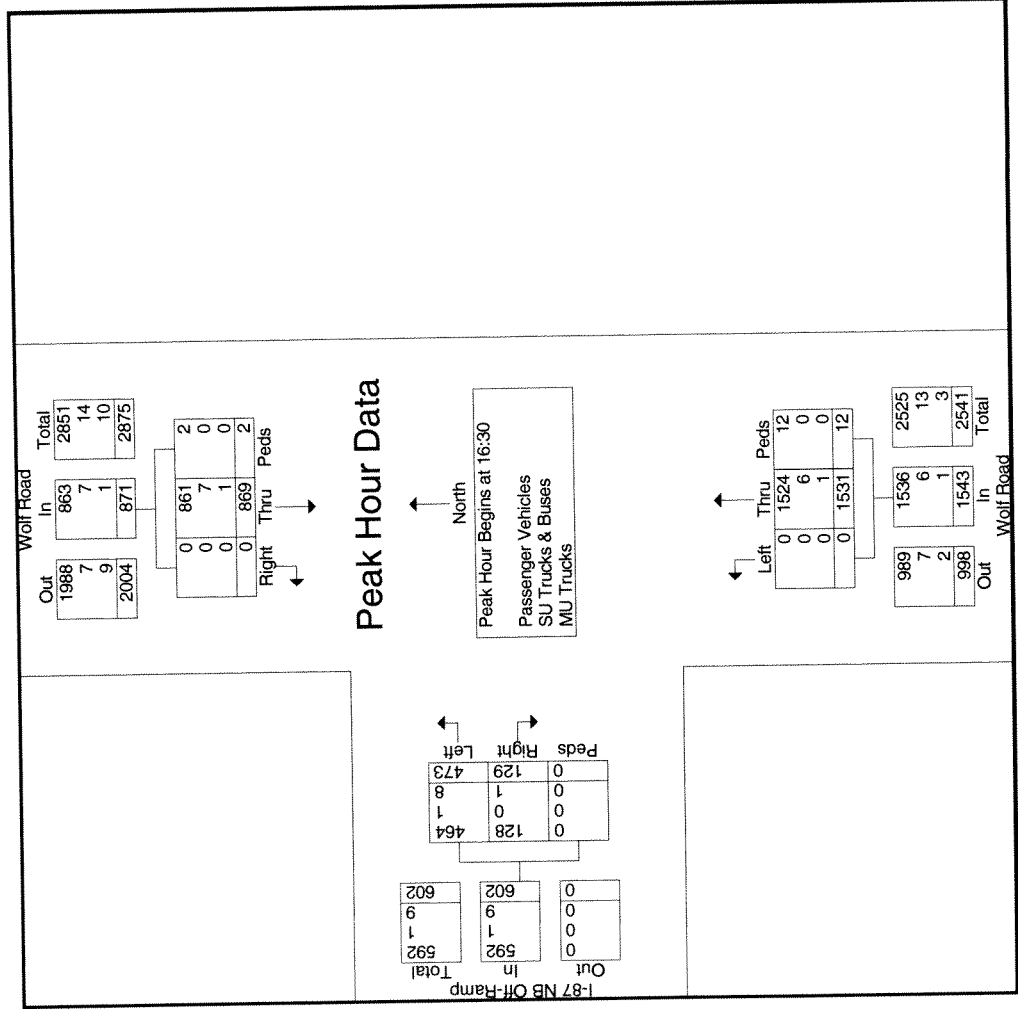 Wolf Road
Out In Total
1988 863 2851
7 7 14
9 1 10
2004 871 2875
0 861 2
0 7 0
0 1 0
0 869 2
Right Thru Peds
Peak Hour Data
North
Peak Hour Begins at 16:30
Passenger Vehicles
SU Trucks & Buses
MU Trucks
I-87 NB Off-Ramp
Total In Out
592 592 0
1 1 0
9 9 0
602 602 0
464 128 0
1 0 0
8 1 0
473 129 0
Left Right Peds
Left Thru Peds
0 1524 12
0 6 0
0 1 0
0 1531 12
989 1536 2525
7 6 13
2 1 3
998 1543 2541
Out In Total
Wolf Road